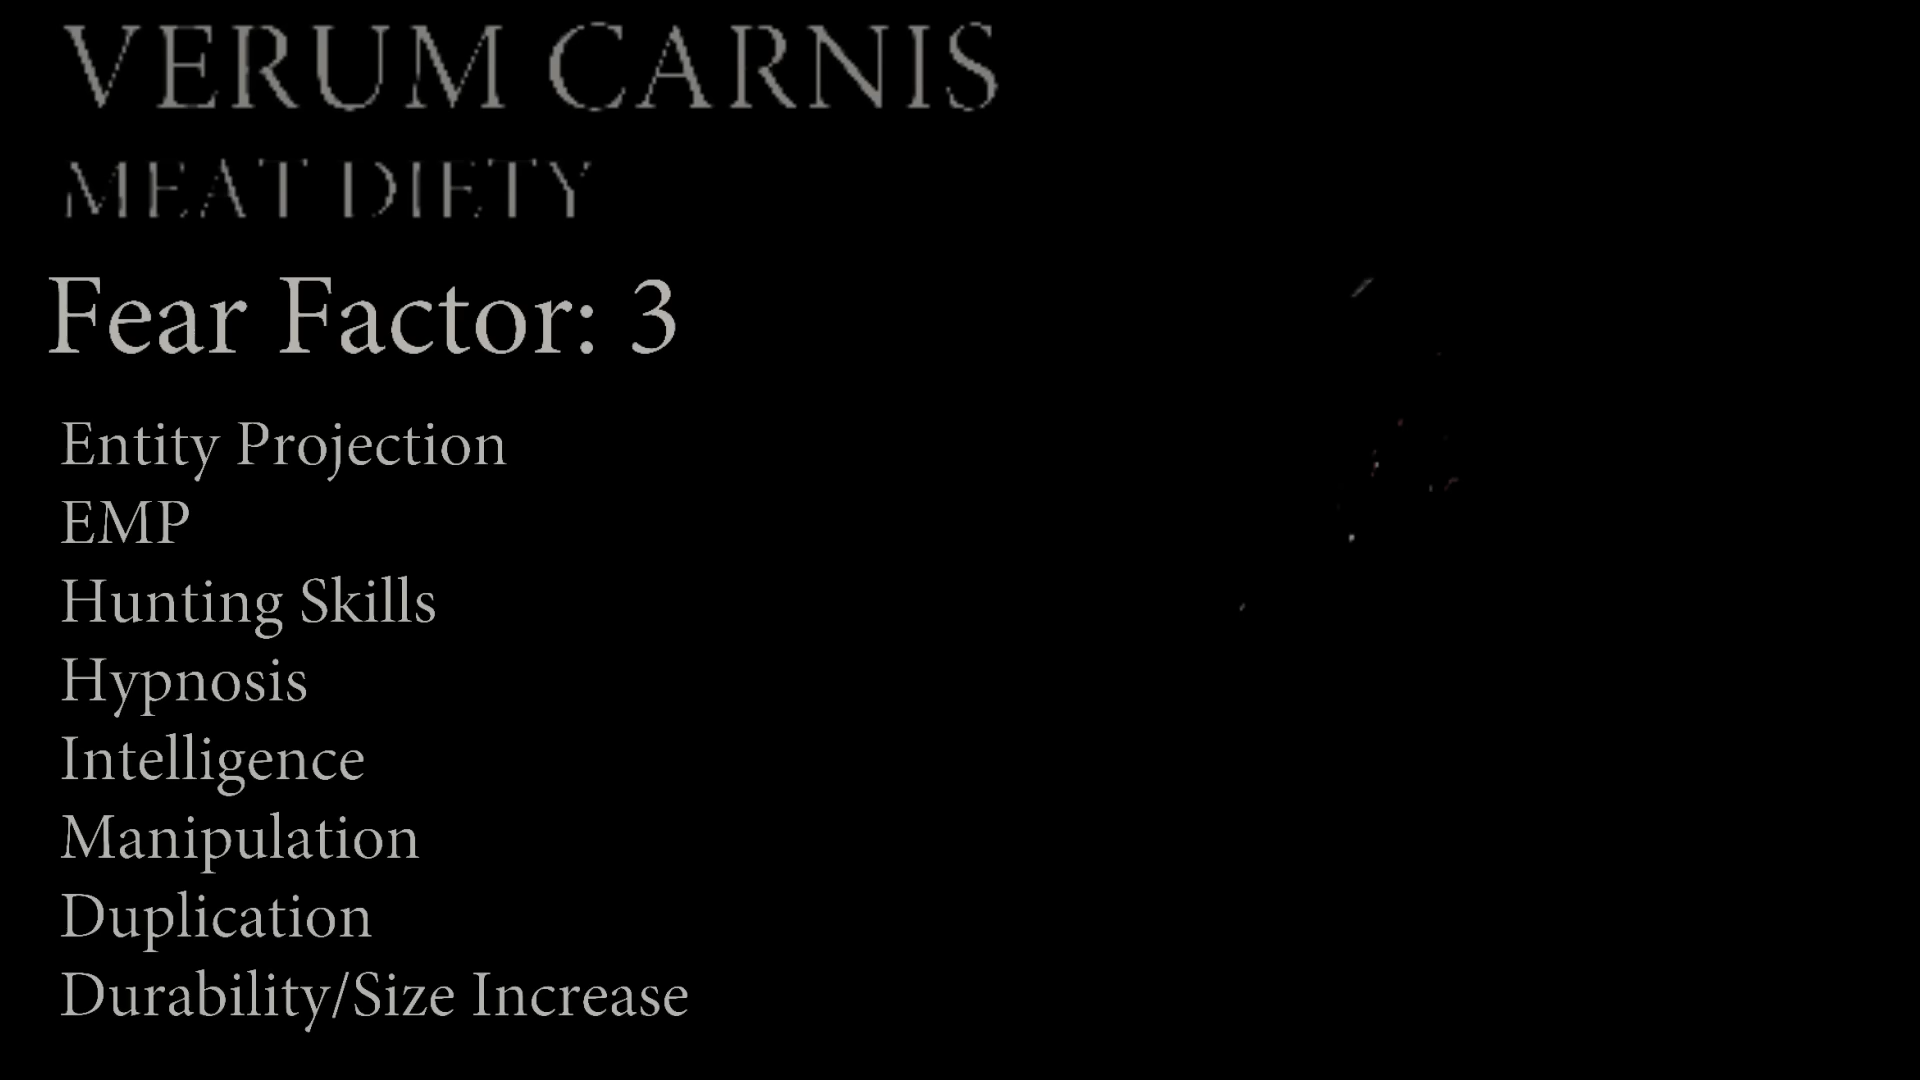 VERUM CARNIS
MEAT DIETY
Fear Factor: 3
Entity Projection
EMP
Hunting Skills
Hypnosis
Intelligence
Manipulation
Duplication
Durability/Size Increase